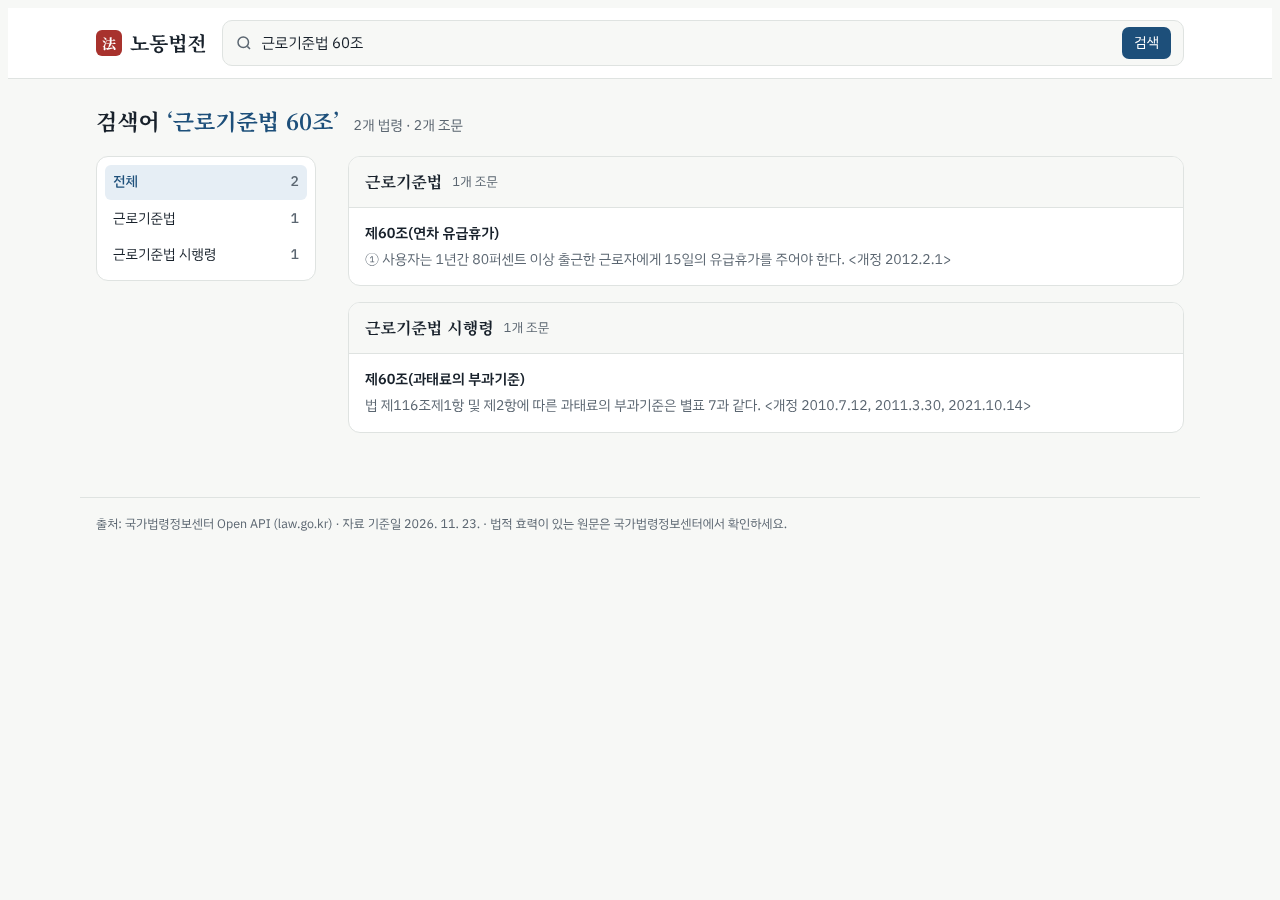 法 노동법전
근로기준법 60조
검색
검색어 ‘근로기준법 60조’ 2개 법령 · 2개 조문
전체 2
근로기준법 1
근로기준법 시행령 1
근로기준법 1개 조문
제60조(연차 유급휴가)
① 사용자는 1년간 80퍼센트 이상 출근한 근로자에게 15일의 유급휴가를 주어야 한다. <개정 2012.2.1>
근로기준법 시행령 1개 조문
제60조(과태료의 부과기준)
법 제116조제1항 및 제2항에 따른 과태료의 부과기준은 별표 7과 같다. <개정 2010.7.12, 2011.3.30, 2021.10.14>
출처: 국가법령정보센터 Open API (law.go.kr) · 자료 기준일 2026. 11. 23. · 법적 효력이 있는 원문은 국가법령정보센터에서 확인하세요.